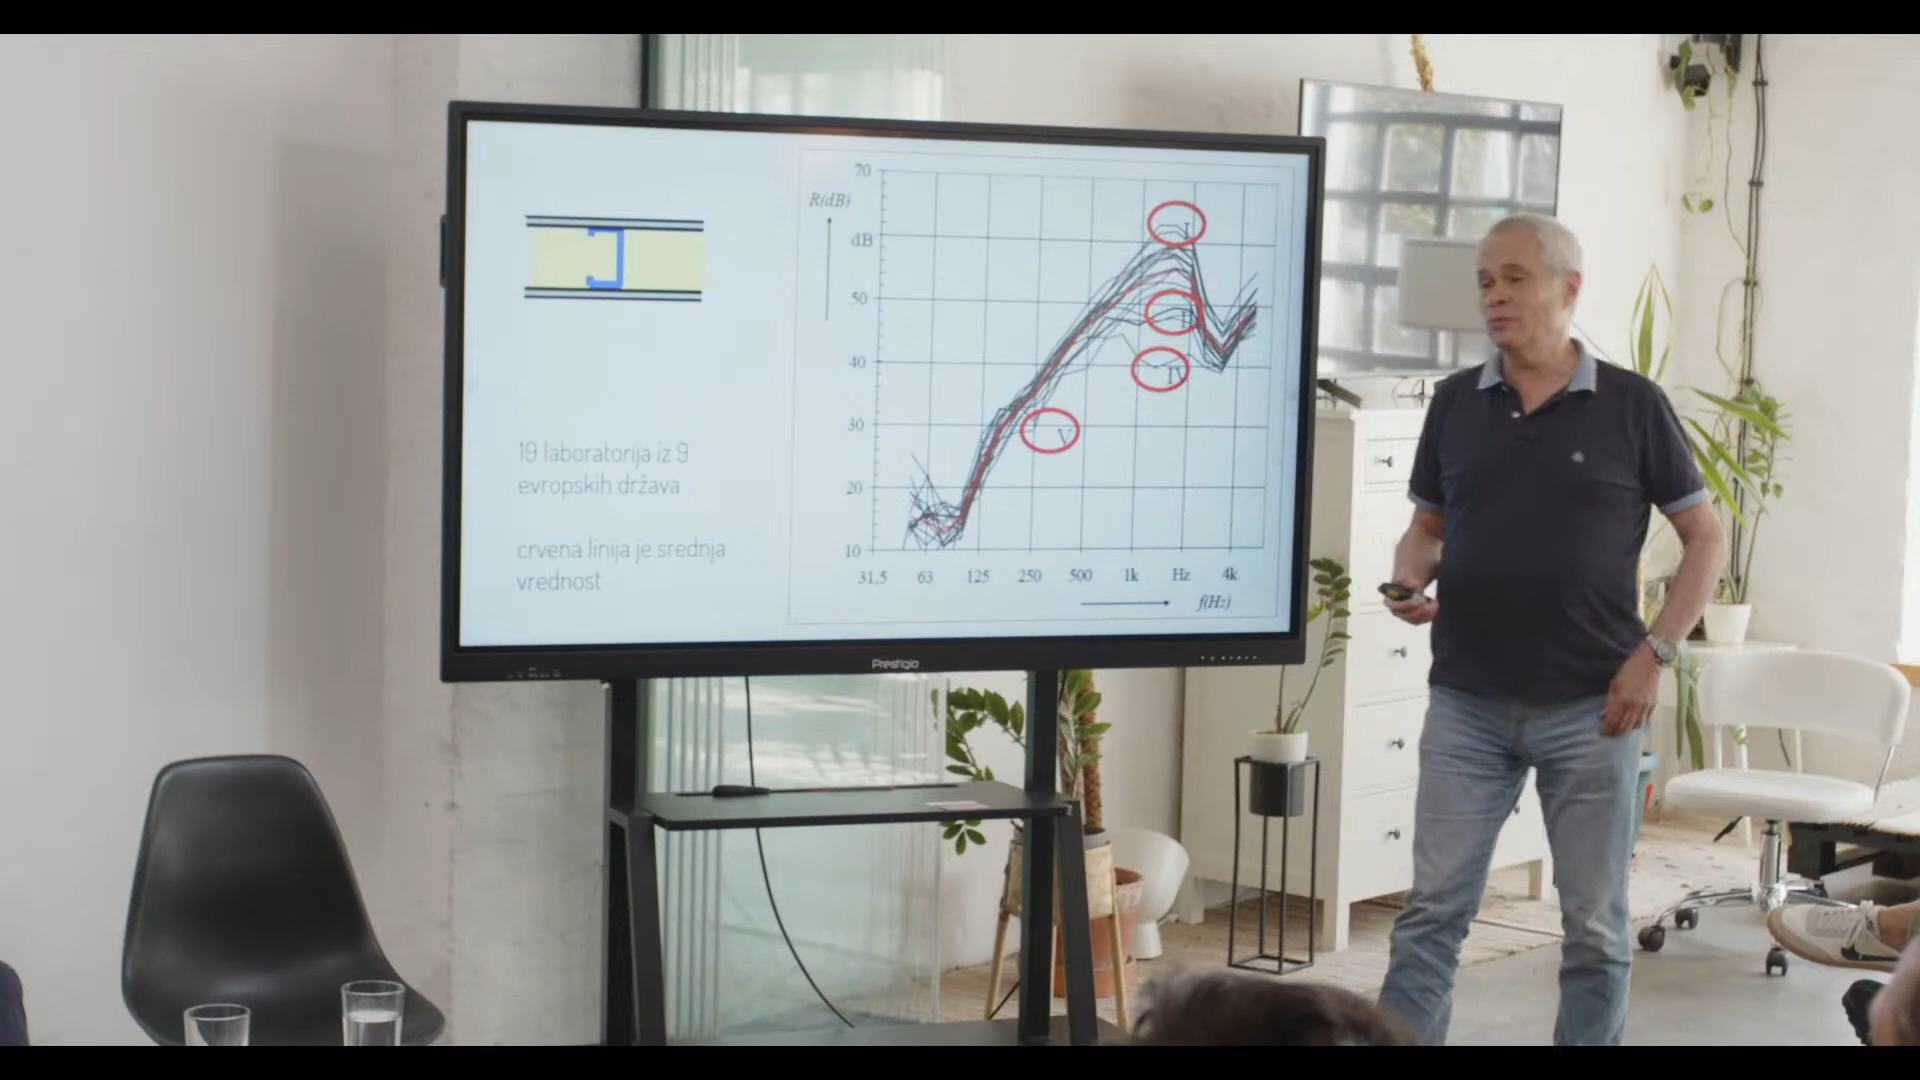 70
R(dB)
dB
50
40
30
20
10
I
IV
V
31,5 63 125 250 500 1k Hz 4k
f(Hz)
19 laboratorija iz 9
evropskih država
crvena linija je srednja
vrednost
Prestigio